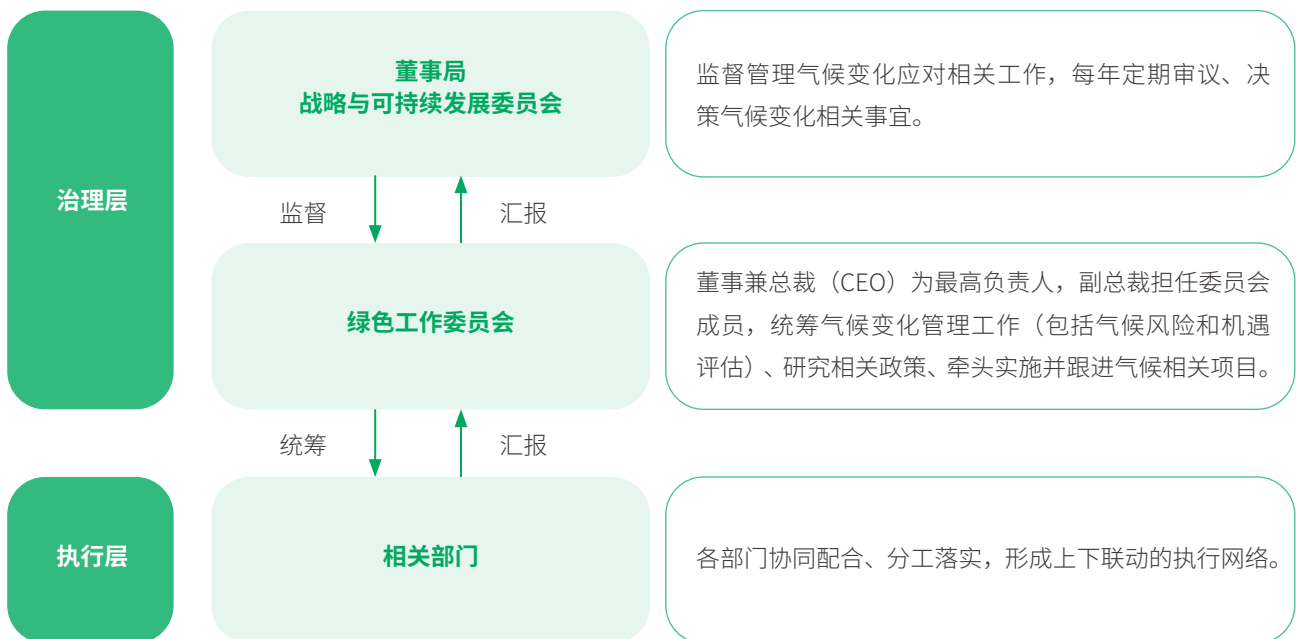 治理层
董事局
战略与可持续发展委员会
监督管理气候变化应对相关工作，每年定期审议、决
策气候变化相关事宜。
监督
汇报
绿色工作委员会
董事兼总裁（CEO）为最高负责人，副总裁担任委员会
成员，统筹气候变化管理工作（包括气候风险和机遇
评估）、研究相关政策、牵头实施并跟进气候相关项目。
统筹
汇报
执行层
相关部门
各部门协同配合、分工落实，形成上下联动的执行网络。